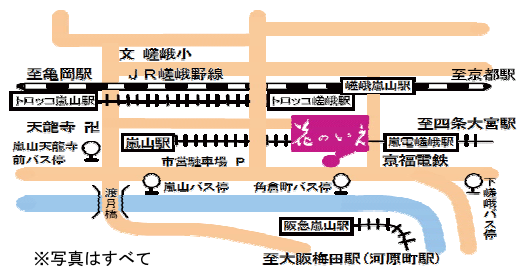 文 嵯峨小
至亀岡駅 JR嵯峨野線 嵯峨嵐山駅 至京都駅
トロッコ嵐山駅 トロッコ嵯峨駅
天龍寺 卍 嵐山駅 花のいえ 嵐電嵯峨駅 至四条大宮駅
嵐山天龍寺前バス停 市営駐車場 P 京福電鉄
渡月橋 嵐山バス停 角倉町バス停 下嵯峨バス停
阪急嵐山駅
※写真はすべて 至大阪梅田駅(河原町駅)